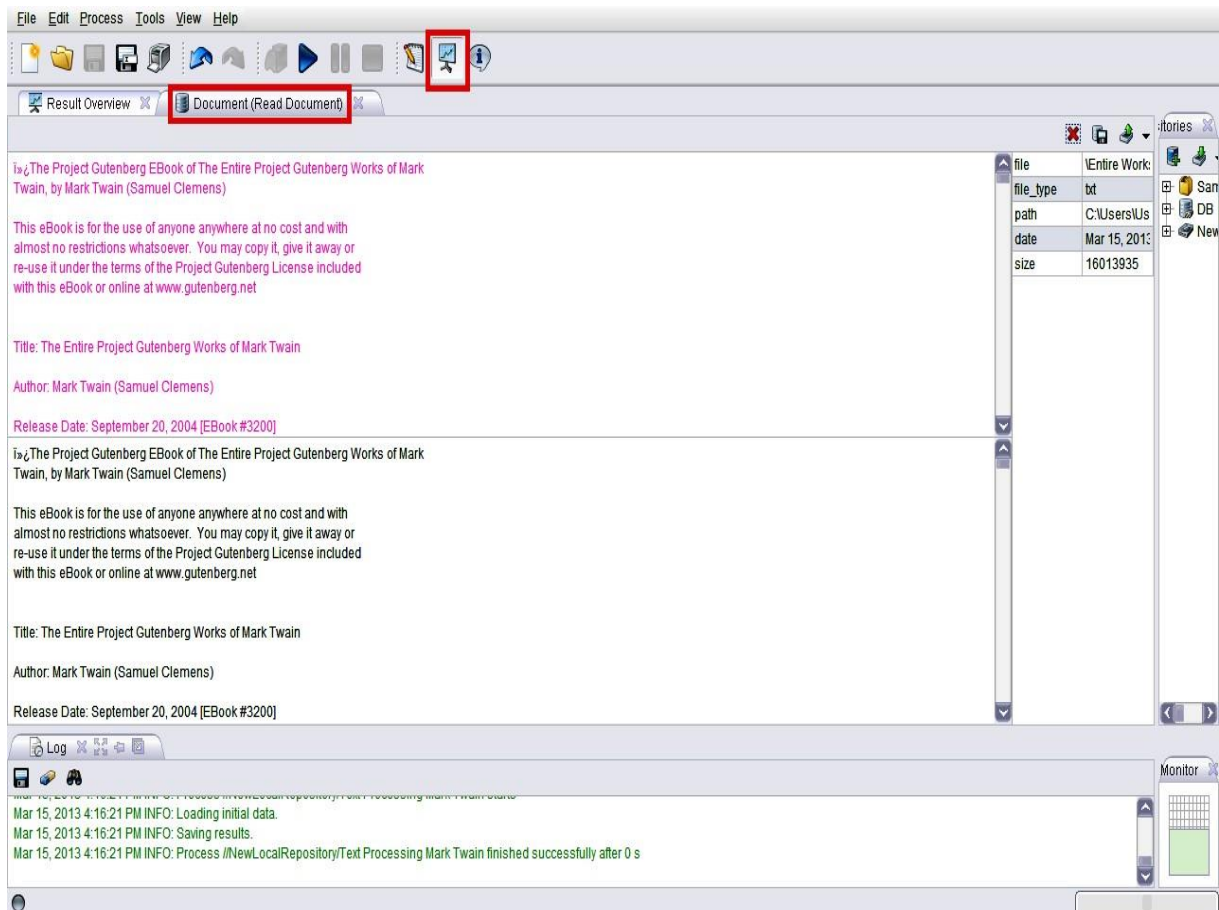 File Edit Process Tools View Help
Result Overview
Document (Read Document)
itories
ï»¿The Project Gutenberg EBook of The Entire Project Gutenberg Works of Mark
Twain, by Mark Twain (Samuel Clemens)
This eBook is for the use of anyone anywhere at no cost and with
almost no restrictions whatsoever.  You may copy it, give it away or
re-use it under the terms of the Project Gutenberg License included
with this eBook or online at www.gutenberg.net
Title: The Entire Project Gutenberg Works of Mark Twain
Author: Mark Twain (Samuel Clemens)
Release Date: September 20, 2004 [EBook #3200]
file \Entire Work:
file_type txt
path C:\Users\Us
date Mar 15, 2013
size 16013935
Sam
DB
New
ï»¿The Project Gutenberg EBook of The Entire Project Gutenberg Works of Mark
Twain, by Mark Twain (Samuel Clemens)
This eBook is for the use of anyone anywhere at no cost and with
almost no restrictions whatsoever.  You may copy it, give it away or
re-use it under the terms of the Project Gutenberg License included
with this eBook or online at www.gutenberg.net
Title: The Entire Project Gutenberg Works of Mark Twain
Author: Mark Twain (Samuel Clemens)
Release Date: September 20, 2004 [EBook #3200]
Log
Monitor
Mar 15, 2013 4:16:21 PM INFO: Loading initial data.
Mar 15, 2013 4:16:21 PM INFO: Saving results.
Mar 15, 2013 4:16:21 PM INFO: Process //NewLocalRepository/Text Processing Mark Twain finished successfully after 0 s